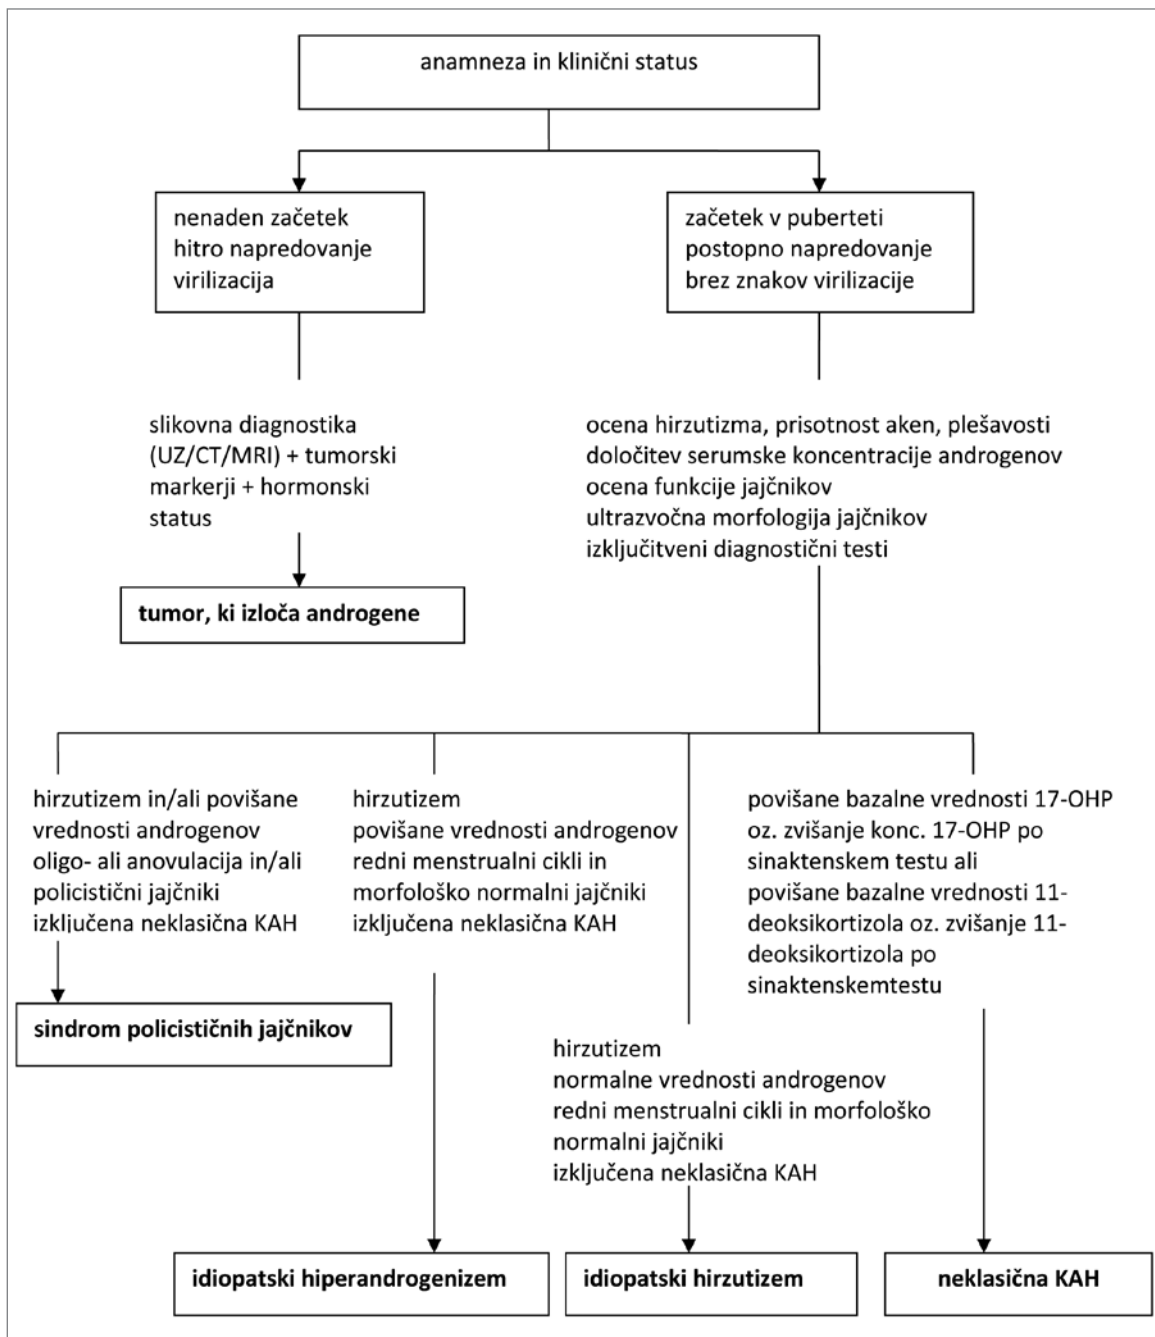 anamneza in klinični status
nenaden začetek
hitro napredovanje
virilizacija
začetek v puberteti
postopno napredovanje
brez znakov virilizacije
slikovna diagnostika
(UZ/CT/MRI) + tumorski
markerji + hormonski
status
ocena hirzutizma, prisotnost aken, plešavosti
določitev serumske koncentracije androgenov
ocena funkcije jajčnikov
ultrazvočna morfologija jajčnikov
izključitveni diagnostični testi
tumor, ki izloča androgene
hirzutizem in/ali povišane
vrednosti androgenov
oligo- ali anovulacija in/ali
policistični jajčniki
izključena neklasična KAH
hirzutizem
povišane vrednosti androgenov
redni menstrualni cikli in
morfološko normalni jajčniki
izključena neklasična KAH
povišane bazalne vrednosti 17-OHP
oz. zvišanje konc. 17-OHP po
sinaktenskem testu ali
povišane bazalne vrednosti 11-
deoksikortizola oz. zvišanje 11-
deoksikortizola po
sinaktenskemtestu
sindrom policističnih jajčnikov
hirzutizem
normalne vrednosti androgenov
redni menstrualni cikli in morfološko
normalni jajčniki
izključena neklasična KAH
idiopatski hiperandrogenizem
idiopatski hirzutizem
neklasična KAH